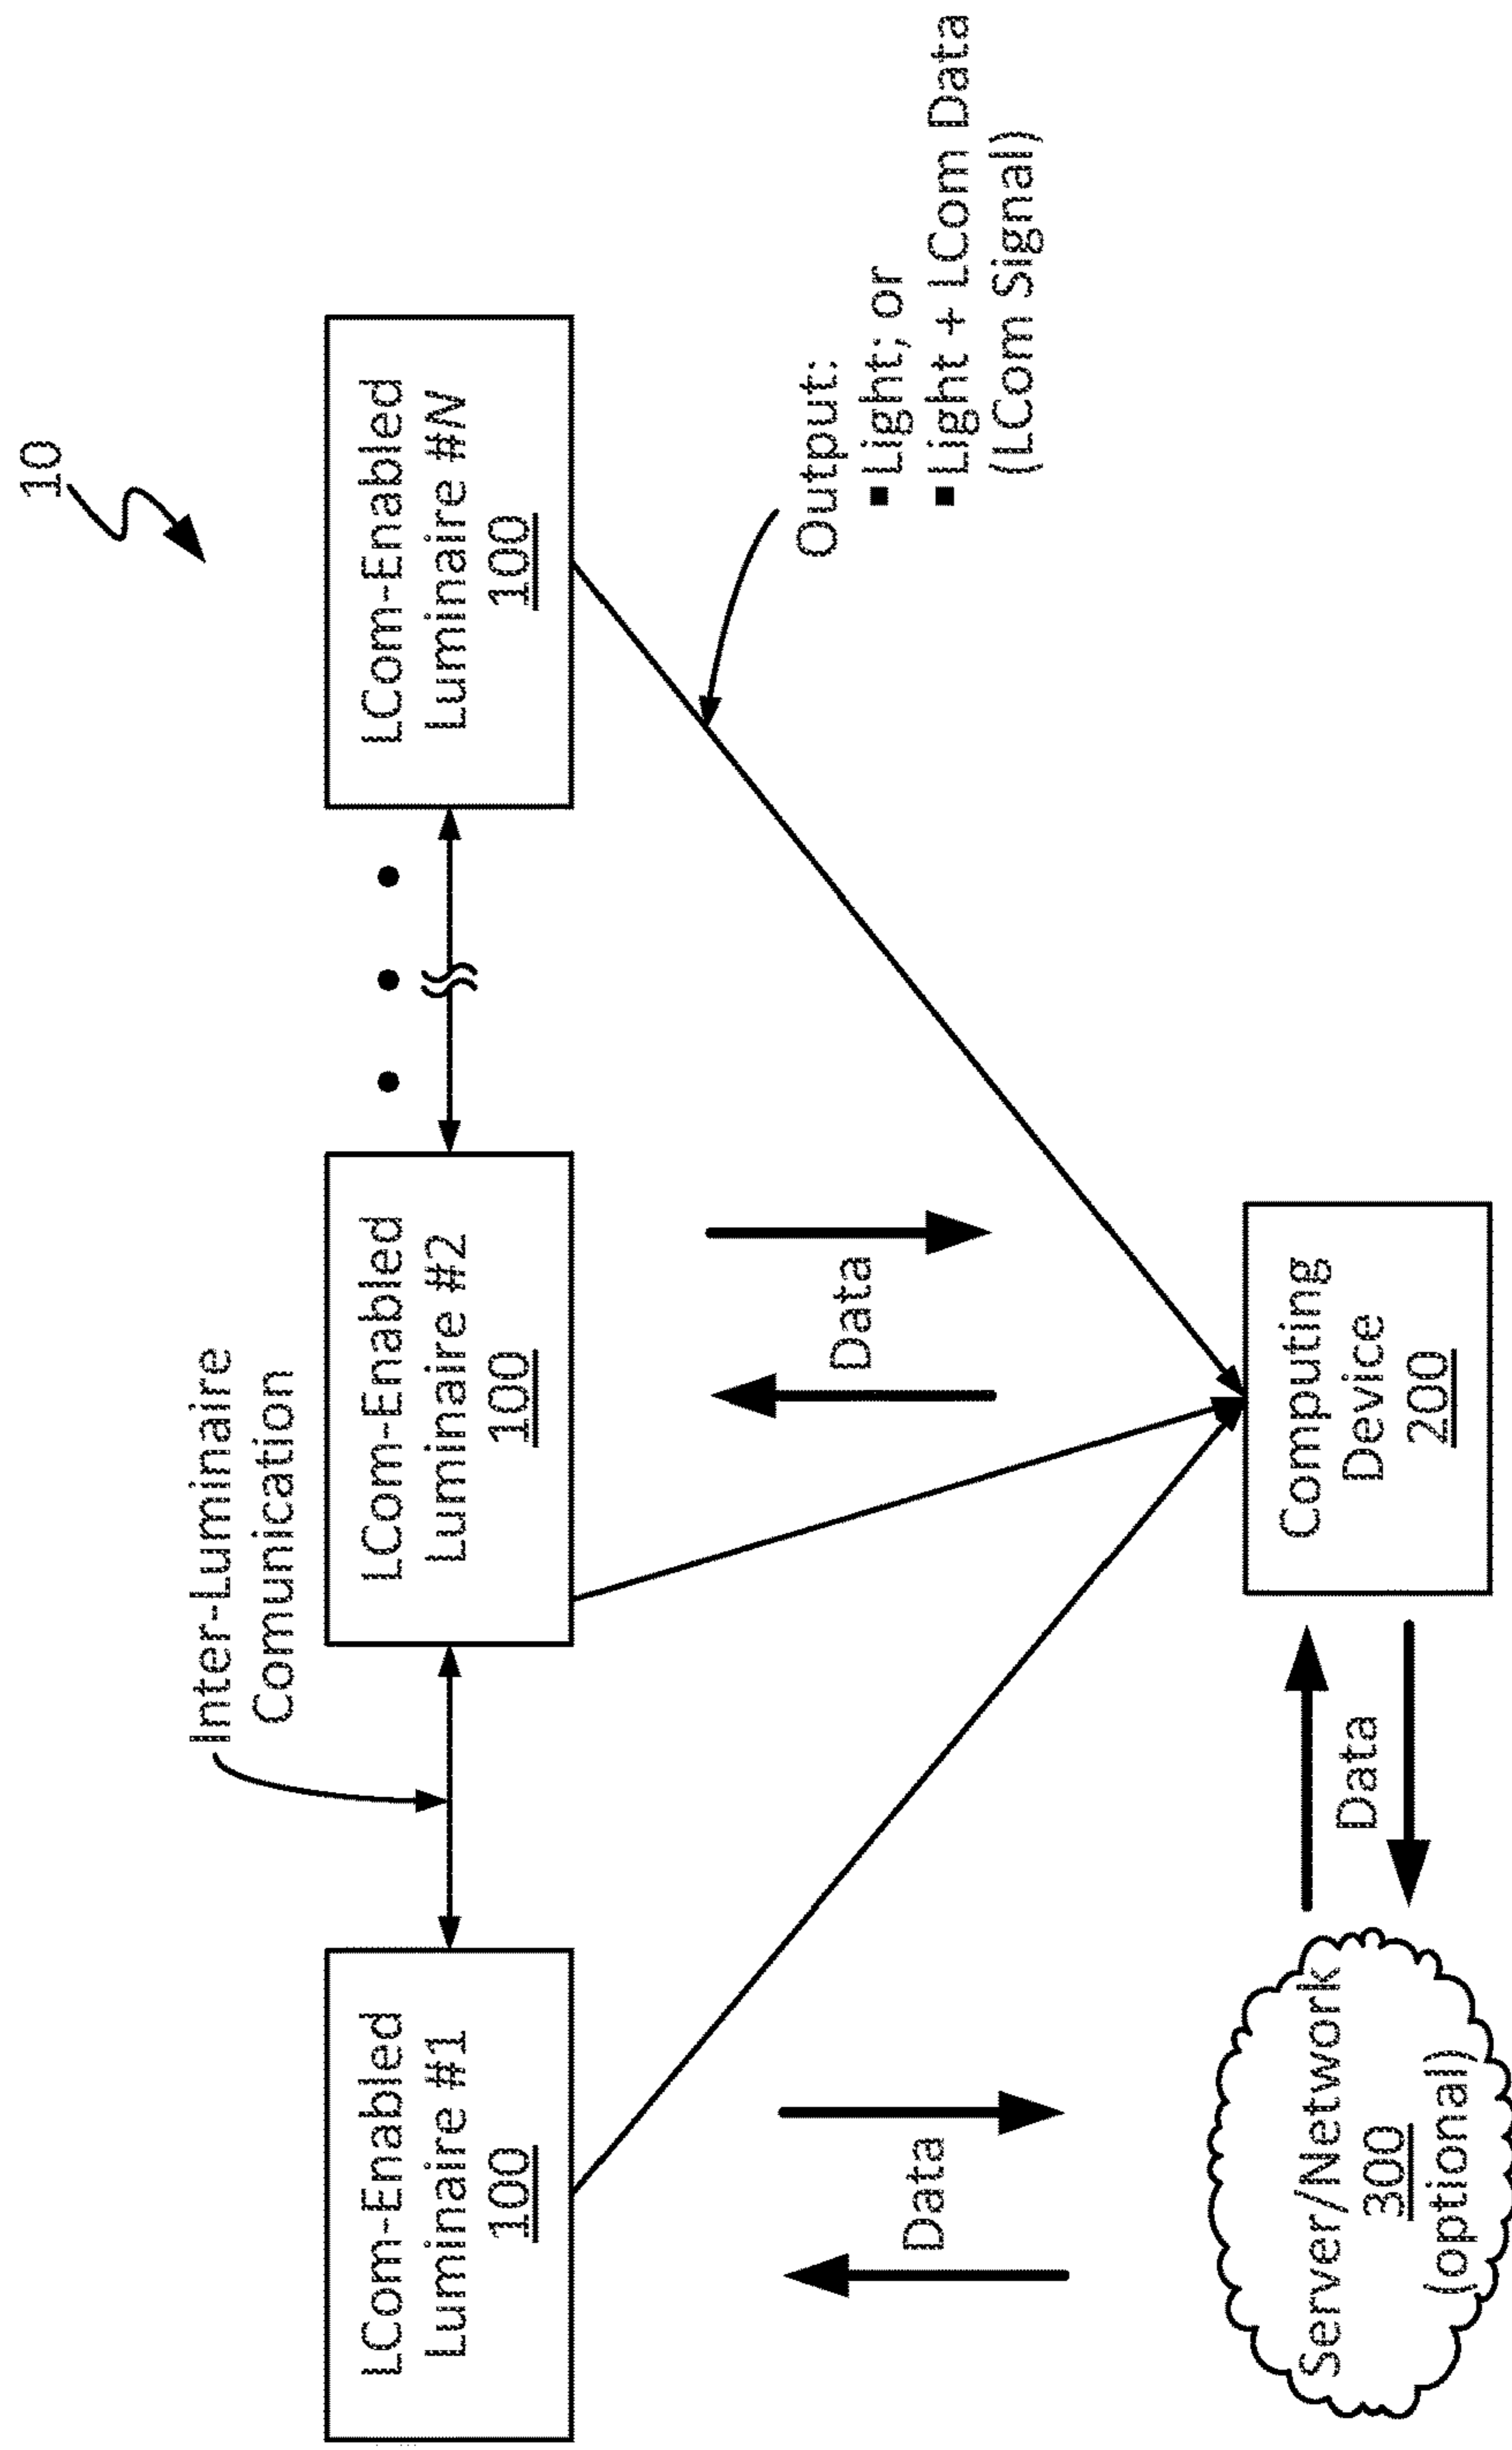 10
Inter-Luminaire
Comunication
LCom-Enabled
Luminaire #1
100
LCom-Enabled
Luminaire #2
100
LCom-Enabled
Luminaire #N
100
Output:
▪ Light; or
▪ Light + LCom Data
(LCom Signal)
Data
Data
Server/Network
300
(optional)
Data
Computing
Device
200